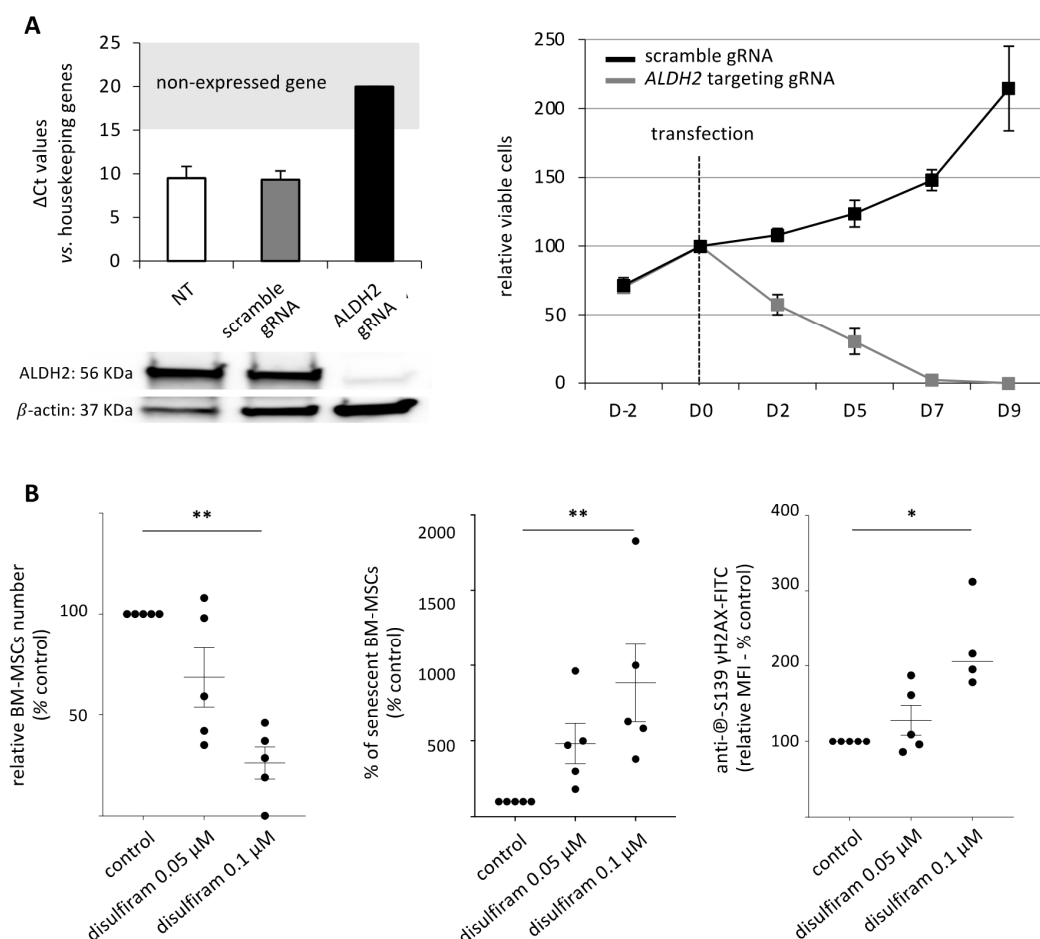 A
ΔCt values
vs. housekeeping genes
25
20
15
10
5
0
non-expressed gene
NT
scramble
gRNA
ALDH2
gRNA
ALDH2: 56 KDa
β-actin: 37 KDa
relative viable cells
250
200
150
100
50
0
scramble gRNA
ALDH2 targeting gRNA
transfection
D-2 D0 D2 D5 D7 D9
B
relative BM-MSCs number
(% control)
100
50
**
control
disulfiram 0.05 μM
disulfiram 0.1 μM
% of senescent BM-MSCs
(% control)
2000
1500
1000
500
**
control
disulfiram 0.05 μM
disulfiram 0.1 μM
anti-Ⓟ-S139 γH2AX-FITC
(relative MFI - % control)
400
300
200
100
*
control
disulfiram 0.05 μM
disulfiram 0.1 μM